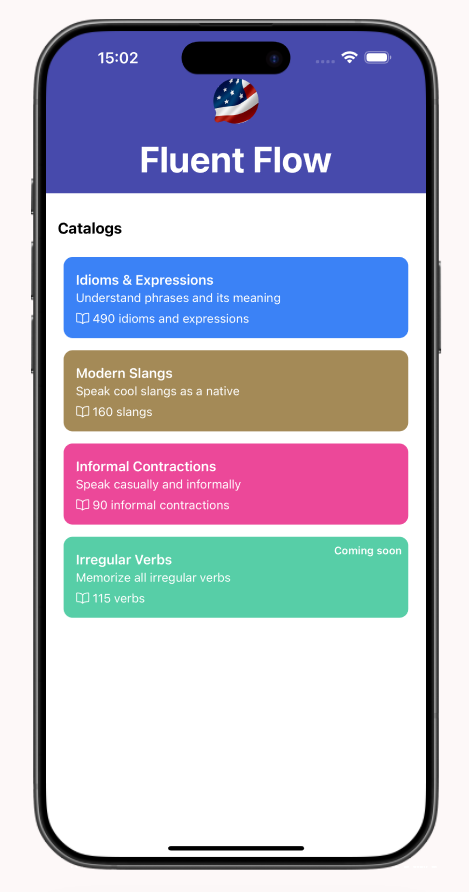 15:02
Fluent Flow
Catalogs
Idioms & Expressions
Understand phrases and its meaning
490 idioms and expressions
Modern Slangs
Speak cool slangs as a native
160 slangs
Informal Contractions
Speak casually and informally
90 informal contractions
Coming soon
Irregular Verbs
Memorize all irregular verbs
115 verbs